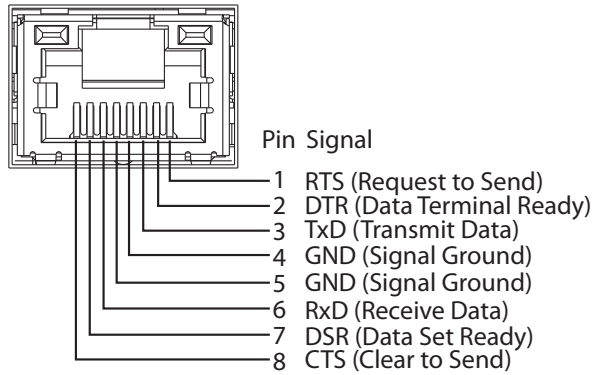 Pin Signal
1 RTS (Request to Send)
2 DTR (Data Terminal Ready)
3 TxD (Transmit Data)
4 GND (Signal Ground)
5 GND (Signal Ground)
6 RxD (Receive Data)
7 DSR (Data Set Ready)
8 CTS (Clear to Send)